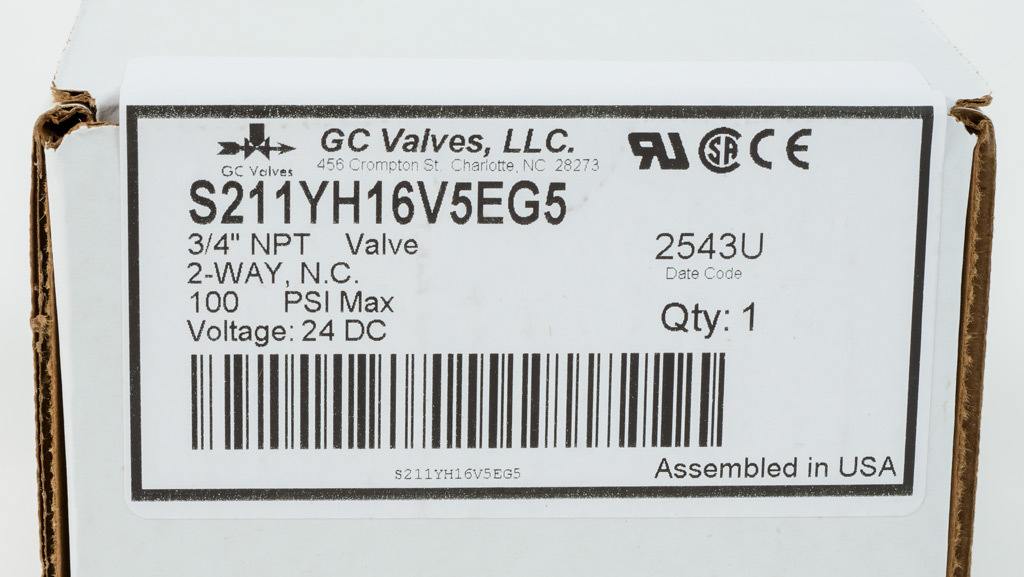 GC Valves
GC Valves, LLC.
456 Crompton St. Charlotte, NC 28273
S211YH16V5EG5
3/4" NPT Valve
2-WAY, N.C.
100 PSI Max
Voltage: 24 DC
2543U
Date Code
Qty: 1
S211YH16V5EG5
Assembled in USA